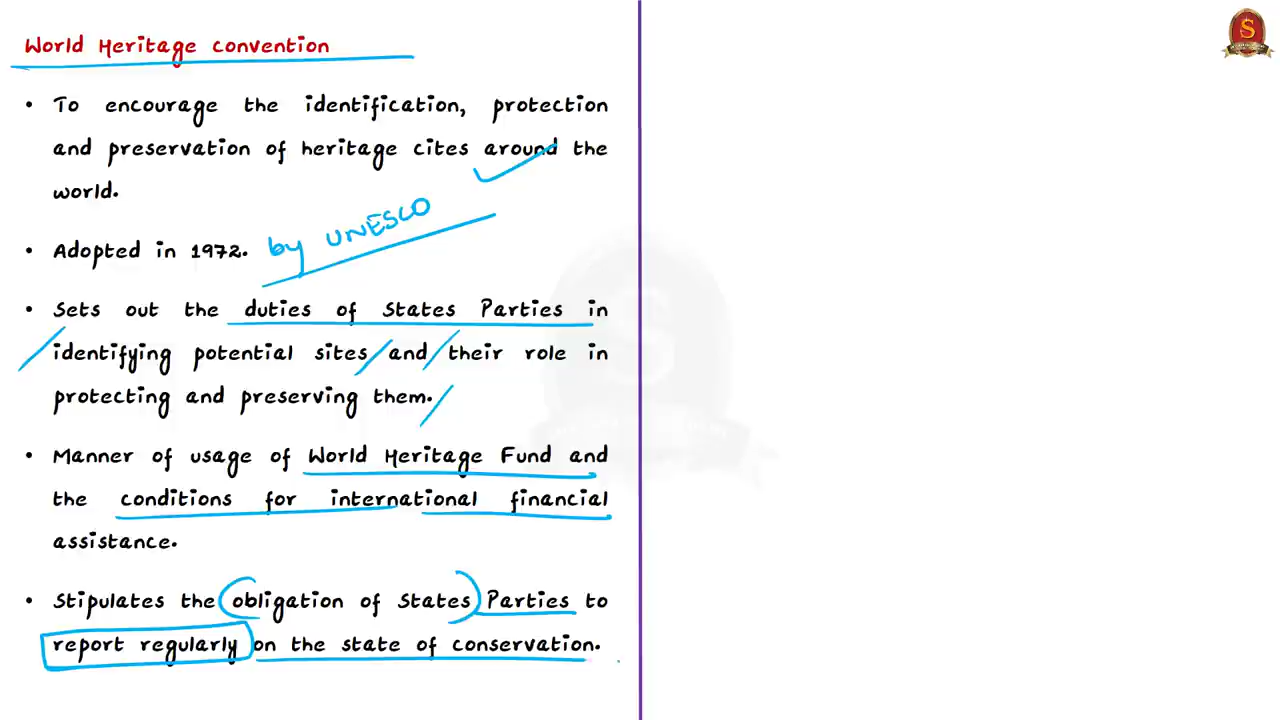 World Heritage convention
• To encourage the identification, protection
and preservation of heritage cites around the
world.
• Adopted in 1972. by UNESCO
• Sets out the duties of States Parties in
identifying potential sites and their role in
protecting and preserving them.
• Manner of usage of World Heritage Fund and
the conditions for international financial
assistance.
• Stipulates the obligation of States Parties to
report regularly on the state of conservation.
S